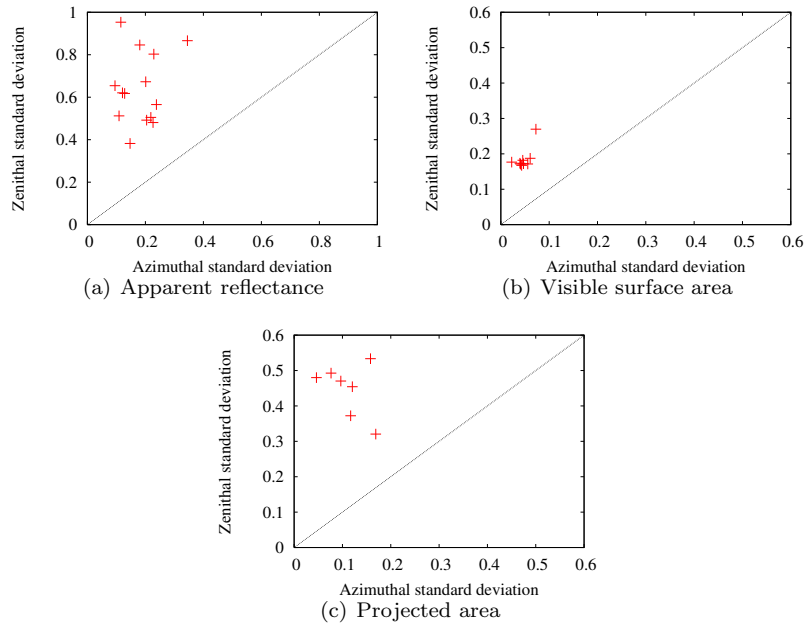 1
0.8
0.6
0.4
0.2
0
0 0.2 0.4 0.6 0.8 1
Zenithal standard deviation
Azimuthal standard deviation
(a) Apparent reflectance
0.6
0.5
0.4
0.3
0.2
0.1
0
0 0.1 0.2 0.3 0.4 0.5 0.6
Zenithal standard deviation
Azimuthal standard deviation
(b) Visible surface area
0.6
0.5
0.4
0.3
0.2
0.1
0
0 0.1 0.2 0.3 0.4 0.5 0.6
Zenithal standard deviation
Azimuthal standard deviation
(c) Projected area